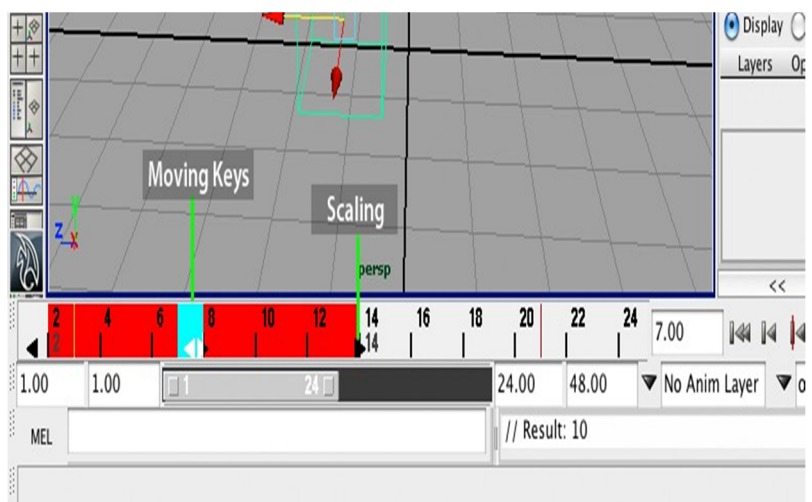 Display
Layers Op
Moving Keys
Scaling
y
z x
persp
<<
2 4 6 8 10 12 14 16 18 20 22 24
2 14
7.00
1.00 1.00 1 24 24.00 48.00 No Anim Layer
MEL // Result: 10